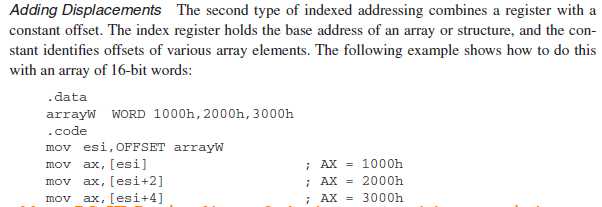 Adding Displacements The second type of indexed addressing combines a register with a
constant offset. The index register holds the base address of an array or structure, and the con-
stant identifies offsets of various array elements. The following example shows how to do this
with an array of 16-bit words:
.data
arrayW WORD 1000h,2000h,3000h
.code
mov esi,OFFSET arrayW
mov ax,[esi] ; AX = 1000h
mov ax,[esi+2] ; AX = 2000h
mov ax,[esi+4] ; AX = 3000h